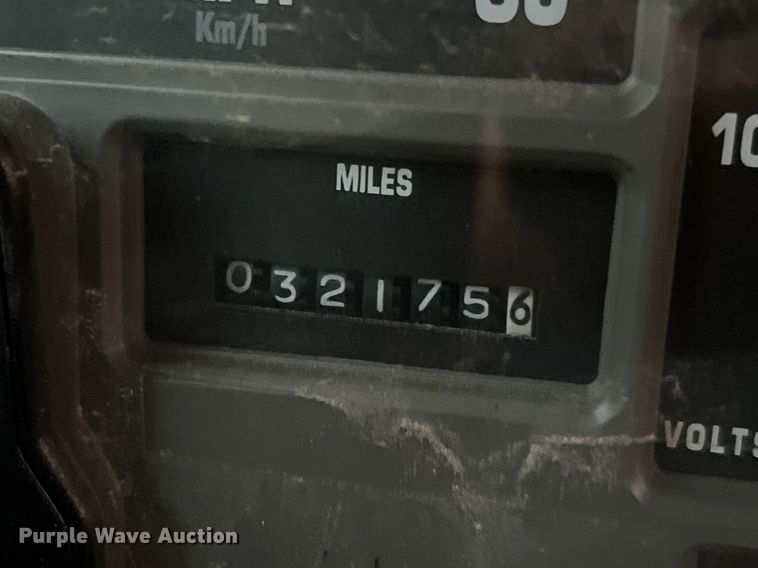 Km/h
MILES
0321756
10
VOLTS
Purple Wave Auction